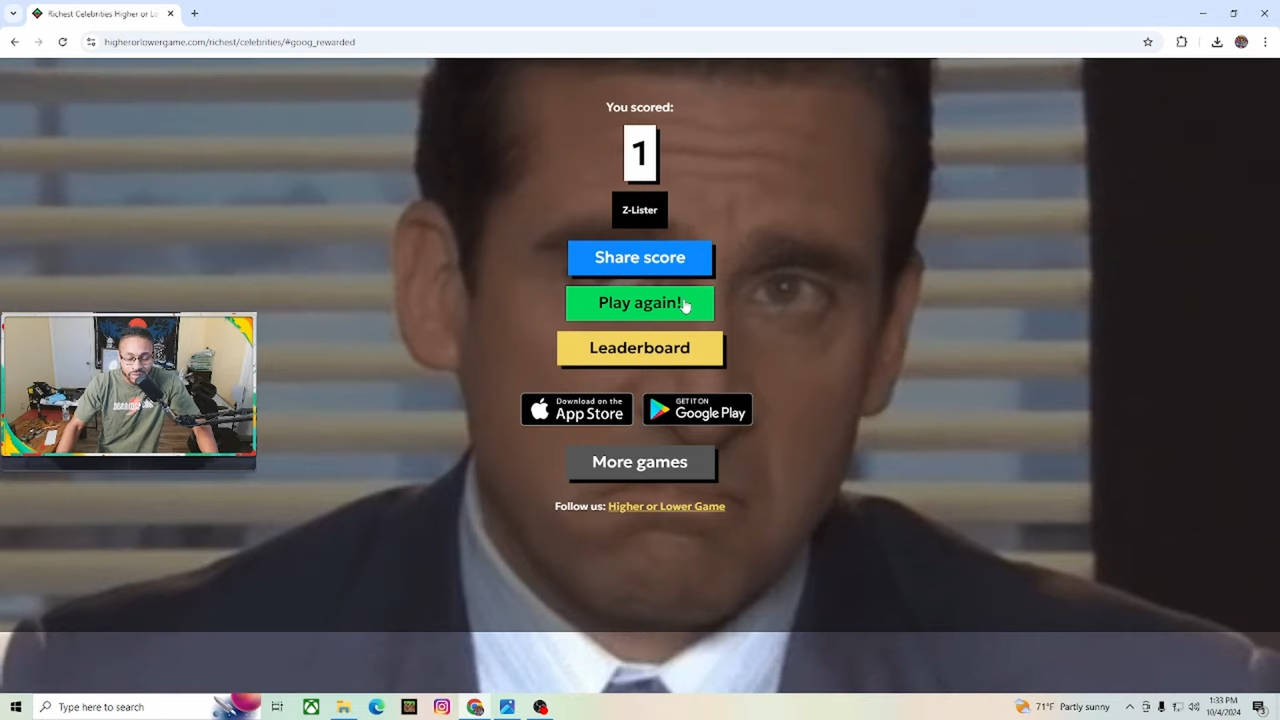 Richest Celebrities Higher or Lo
higherorlowergame.com/richest/celebrities/#goog_rewarded
You scored:
1
Z-Lister
Share score
Play again!
Leaderboard
Download on the
App Store
GET IT ON
Google Play
More games
Follow us: Higher or Lower Game
Type here to search
71°F Partly sunny
1:33 PM
10/4/2024